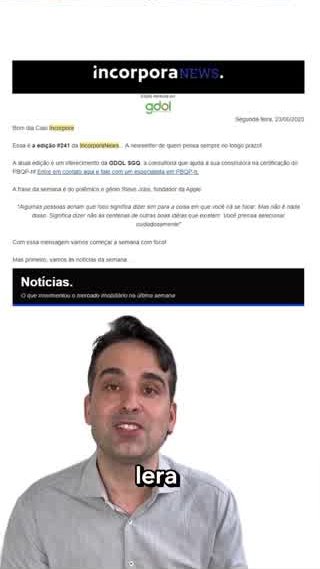 incorporaNEWS.
gdol
Segunda-feira, 23/06/2025
Bom dia Casi Incorpora
Essa é a edição #241 da IncorporaNews... A newsletter de quem pensa sempre no longo prazo!
A atual edição é um oferecimento da GDOL SGQ, a consultoria que ajuda a sua construtora na certificação do
PBQP-H! Entre em contato aqui e fale com um especialista em PBQP-h.
A frase da semana é do polêmico e gênio Steve Jobs, fundador da Apple.
"Algumas pessoas acham que foco significa dizer sim para a coisa em que você irá se focar. Mas não é nada
disso. Significa dizer não às centenas de outras boas ideias que existem. Você precisa selecionar
cuidadosamente"
Com essa mensagem vamos começar a semana com foco!
Mas primeiro, vamos às notícias da semana...
Notícias.
O que movimentou o mercado imobiliário na última semana
lera